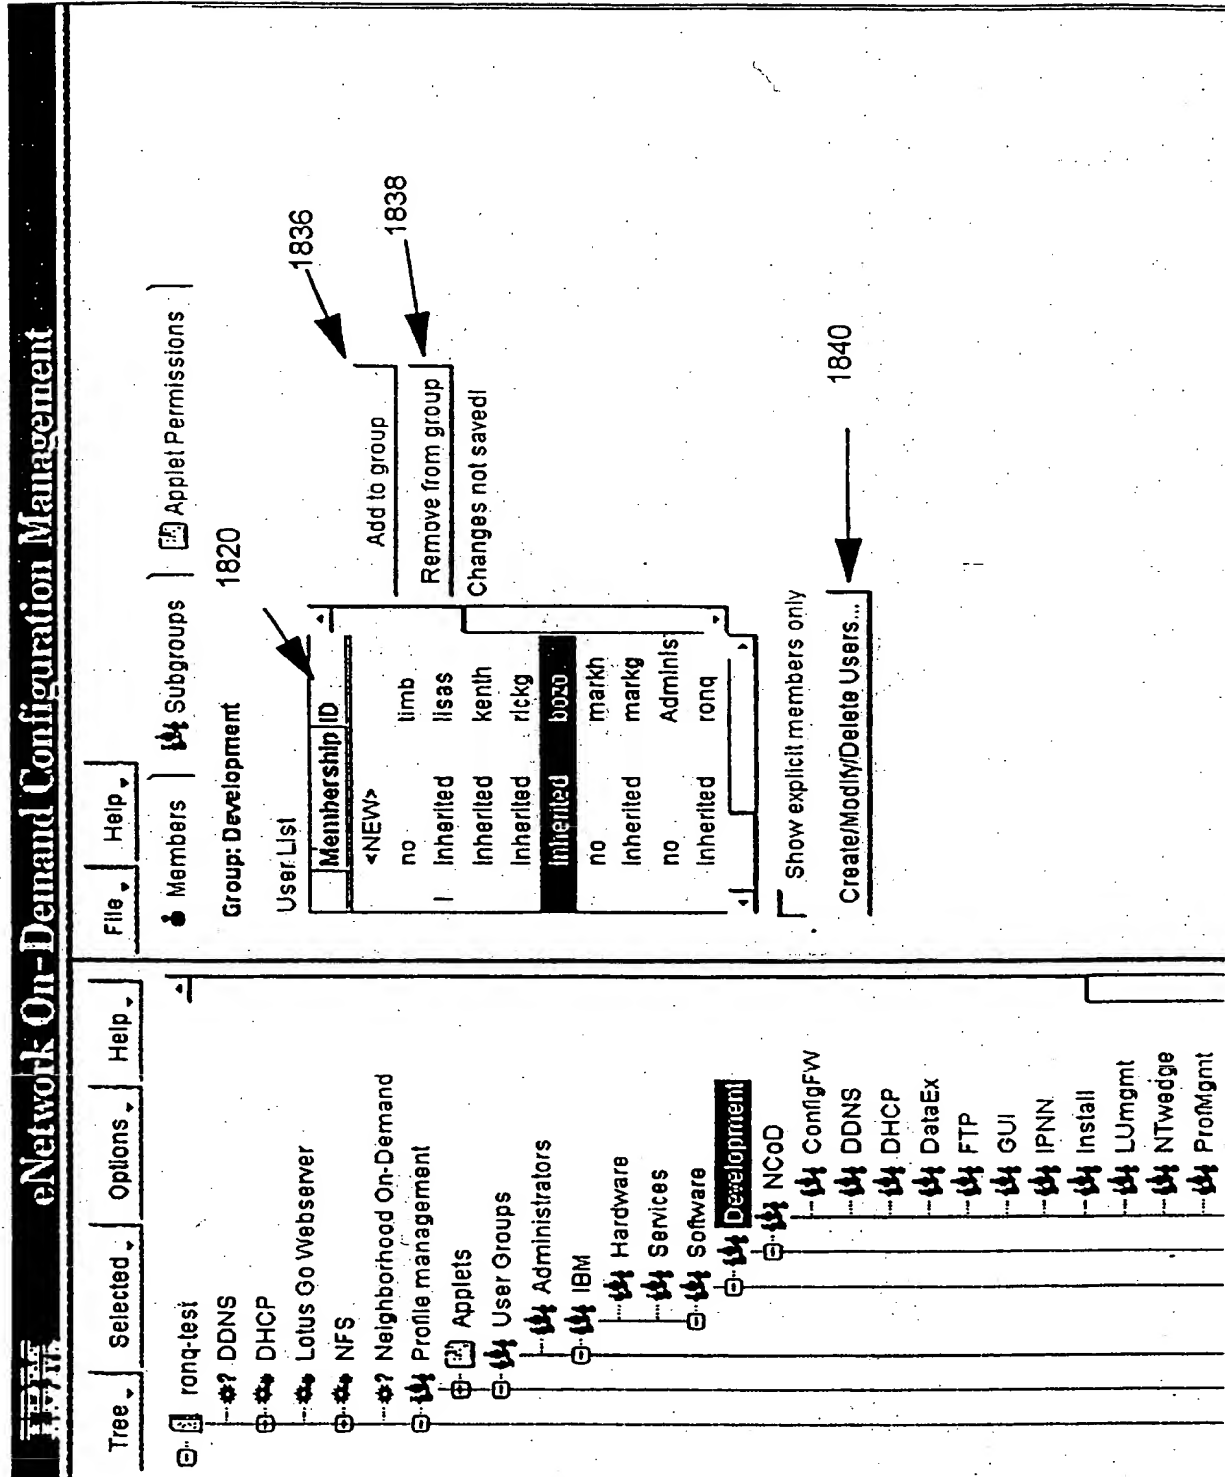 IBM eNetwork On-Demand Configuration Management
Tree Selected Options Help
ronq-test
? DDNS
DHCP
Lotus Go Webserver
NFS
? Neighborhood On-Demand
Profile management
Applets
User Groups
Administrators
IBM
Hardware
Services
Software
Development
NCoD
ConfigFW
DDNS
DHCP
DataEx
FTP
GUI
IPNN
Install
LUmgmt
NTwedge
ProfMgmt
File Help
Members Subgroups Applet Permissions
Group: Development
1820
User List
Membership ID
<NEW>
no timb
Inherited lisas
Inherited kenth
Inherited rickg
Inherited bozo
no markh
Inherited markg
no Adminis
Inherited ronq
Add to group
1836
Remove from group
1838
Changes not saved!
Show explicit members only
Create/Modify/Delete Users...
1840